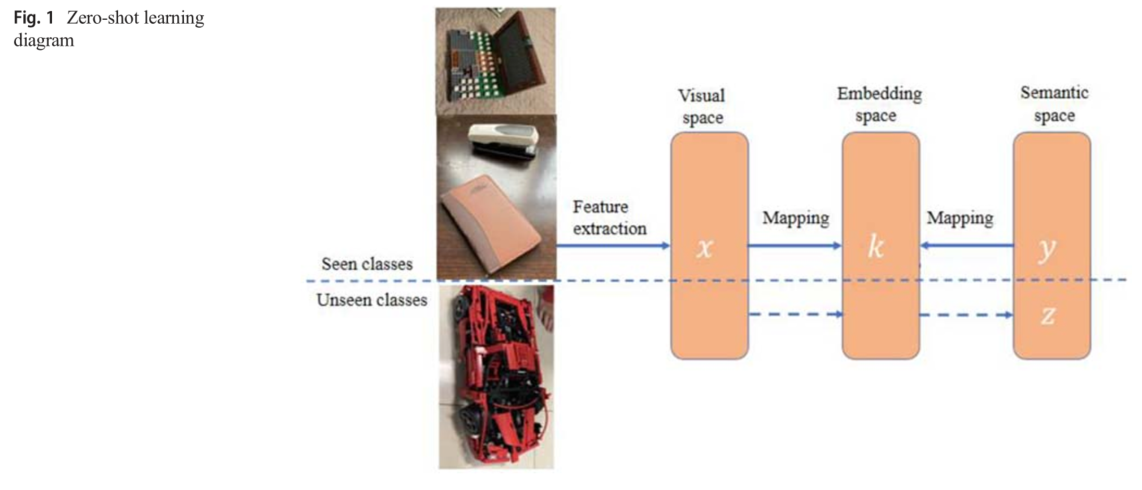 Fig. 1 Zero-shot learning
diagram
Visual
space
Embedding
space
Semantic
space
Feature
extraction
Mapping
Mapping
x
k
y
Seen classes
Unseen classes
z